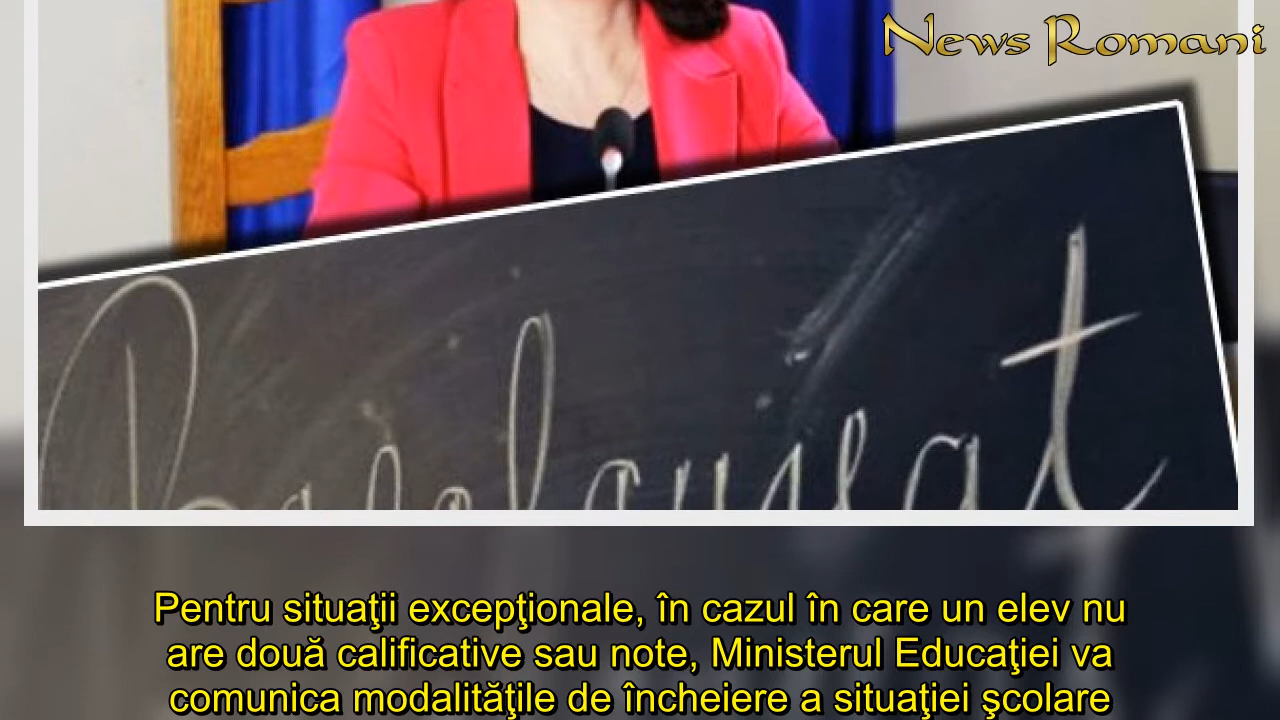 News Romani
Bacalaureat
Pentru situaţii excepţionale, în cazul în care un elev nu
are două calificative sau note, Ministerul Educaţiei va
comunica modalităţile de încheiere a situaţiei şcolare